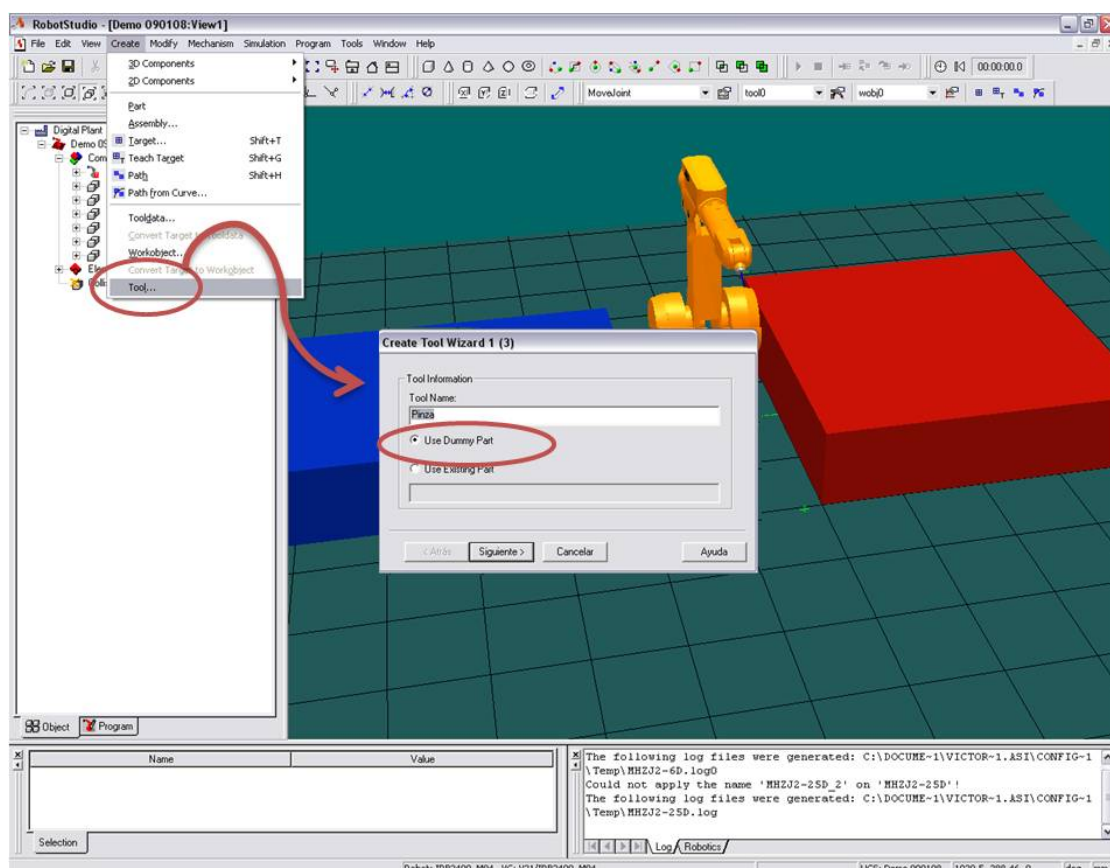 RobotStudio - [Demo 090108:View1]
File Edit View Create Modify Mechanism Simulation Program Tools Window Help
00:00:00.0
MoveJoint tool0 wobj0
3D Components
2D Components
Part
Assembly...
Target... Shift+T
Teach Target Shift+G
Path Shift+H
Path from Curve...
Tooldata...
Convert Target to Tooldata
Workobject...
Convert Target to Workobject
Tool...
Digital Plant
Demo 09
Com
Ele
Colli
Create Tool Wizard 1 (3)
Tool Information
Tool Name:
Pinza
Use Dummy Part
Use Existing Part
< Atrás Siguiente > Cancelar Ayuda
Object Program
Name Value
Selection
The following log files were generated: C:\DOCUME~1\VICTOR~1.ASI\CONFIG~1
\Temp\MHZJ2-6D.log0
Could not apply the name 'MHZJ2-25D_2' on 'MHZJ2-25D'!
The following log files were generated: C:\DOCUME~1\VICTOR~1.ASI\CONFIG~1
\Temp\MHZJ2-25D.log
Log Robotics